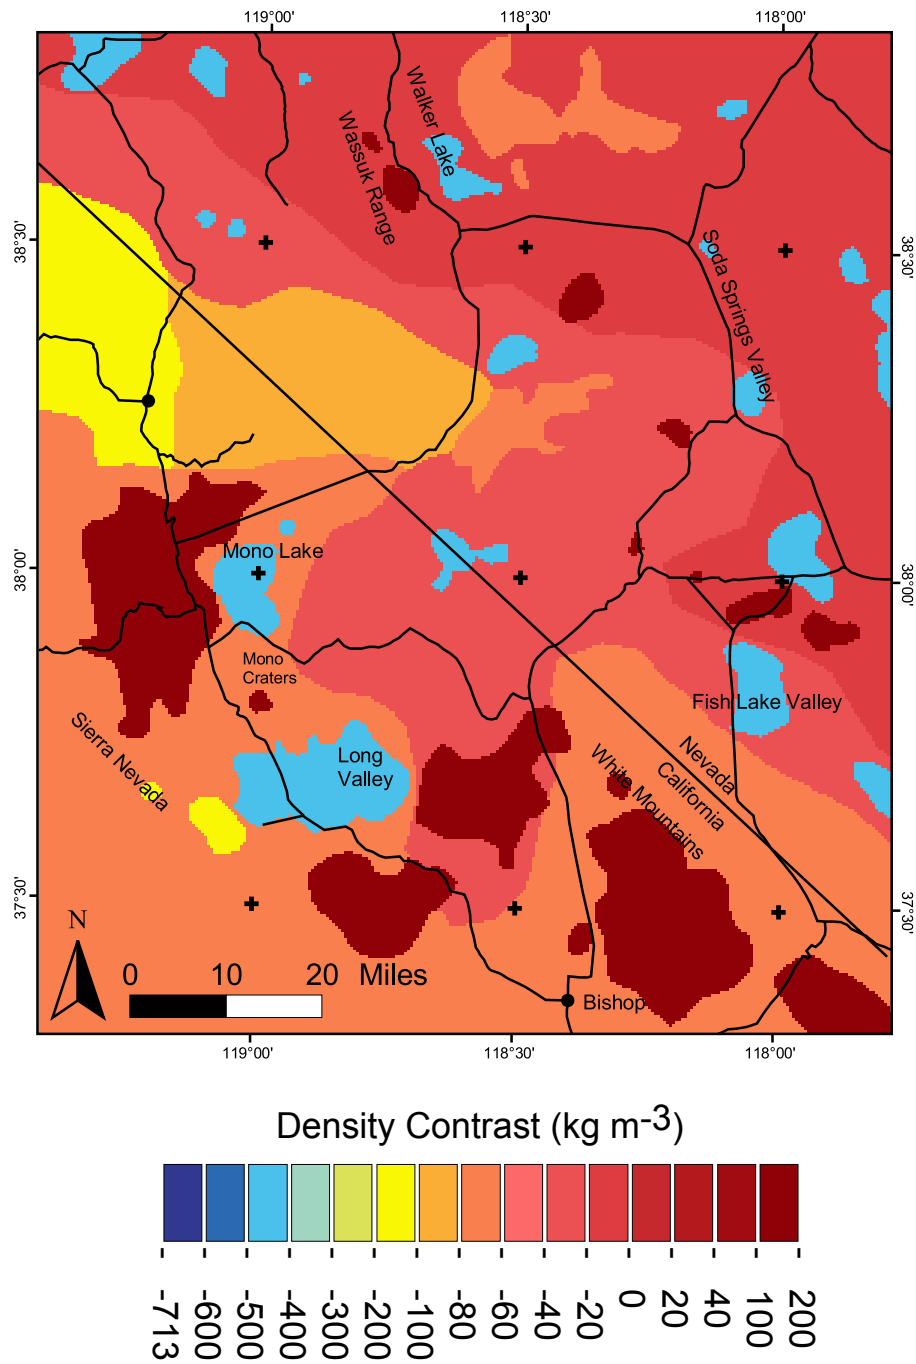 119°00' 118°30' 118°00'
Walker Lake
Wassuk Range
38°30'
38°30'
Soda Springs Valley
Mono Lake
38°00'
38°00'
Mono
Craters
Fish Lake Valley
Sierra Nevada
Long
Valley
Nevada
California
White Mountains
37°30'
37°30'
N
0 10 20 Miles
Bishop
119°00' 118°30' 118°00'
Density Contrast (kg m-3)
-713 -600 -500 -400 -300 -200 -100 -80 -60 -40 -20 0 20 40 100 200